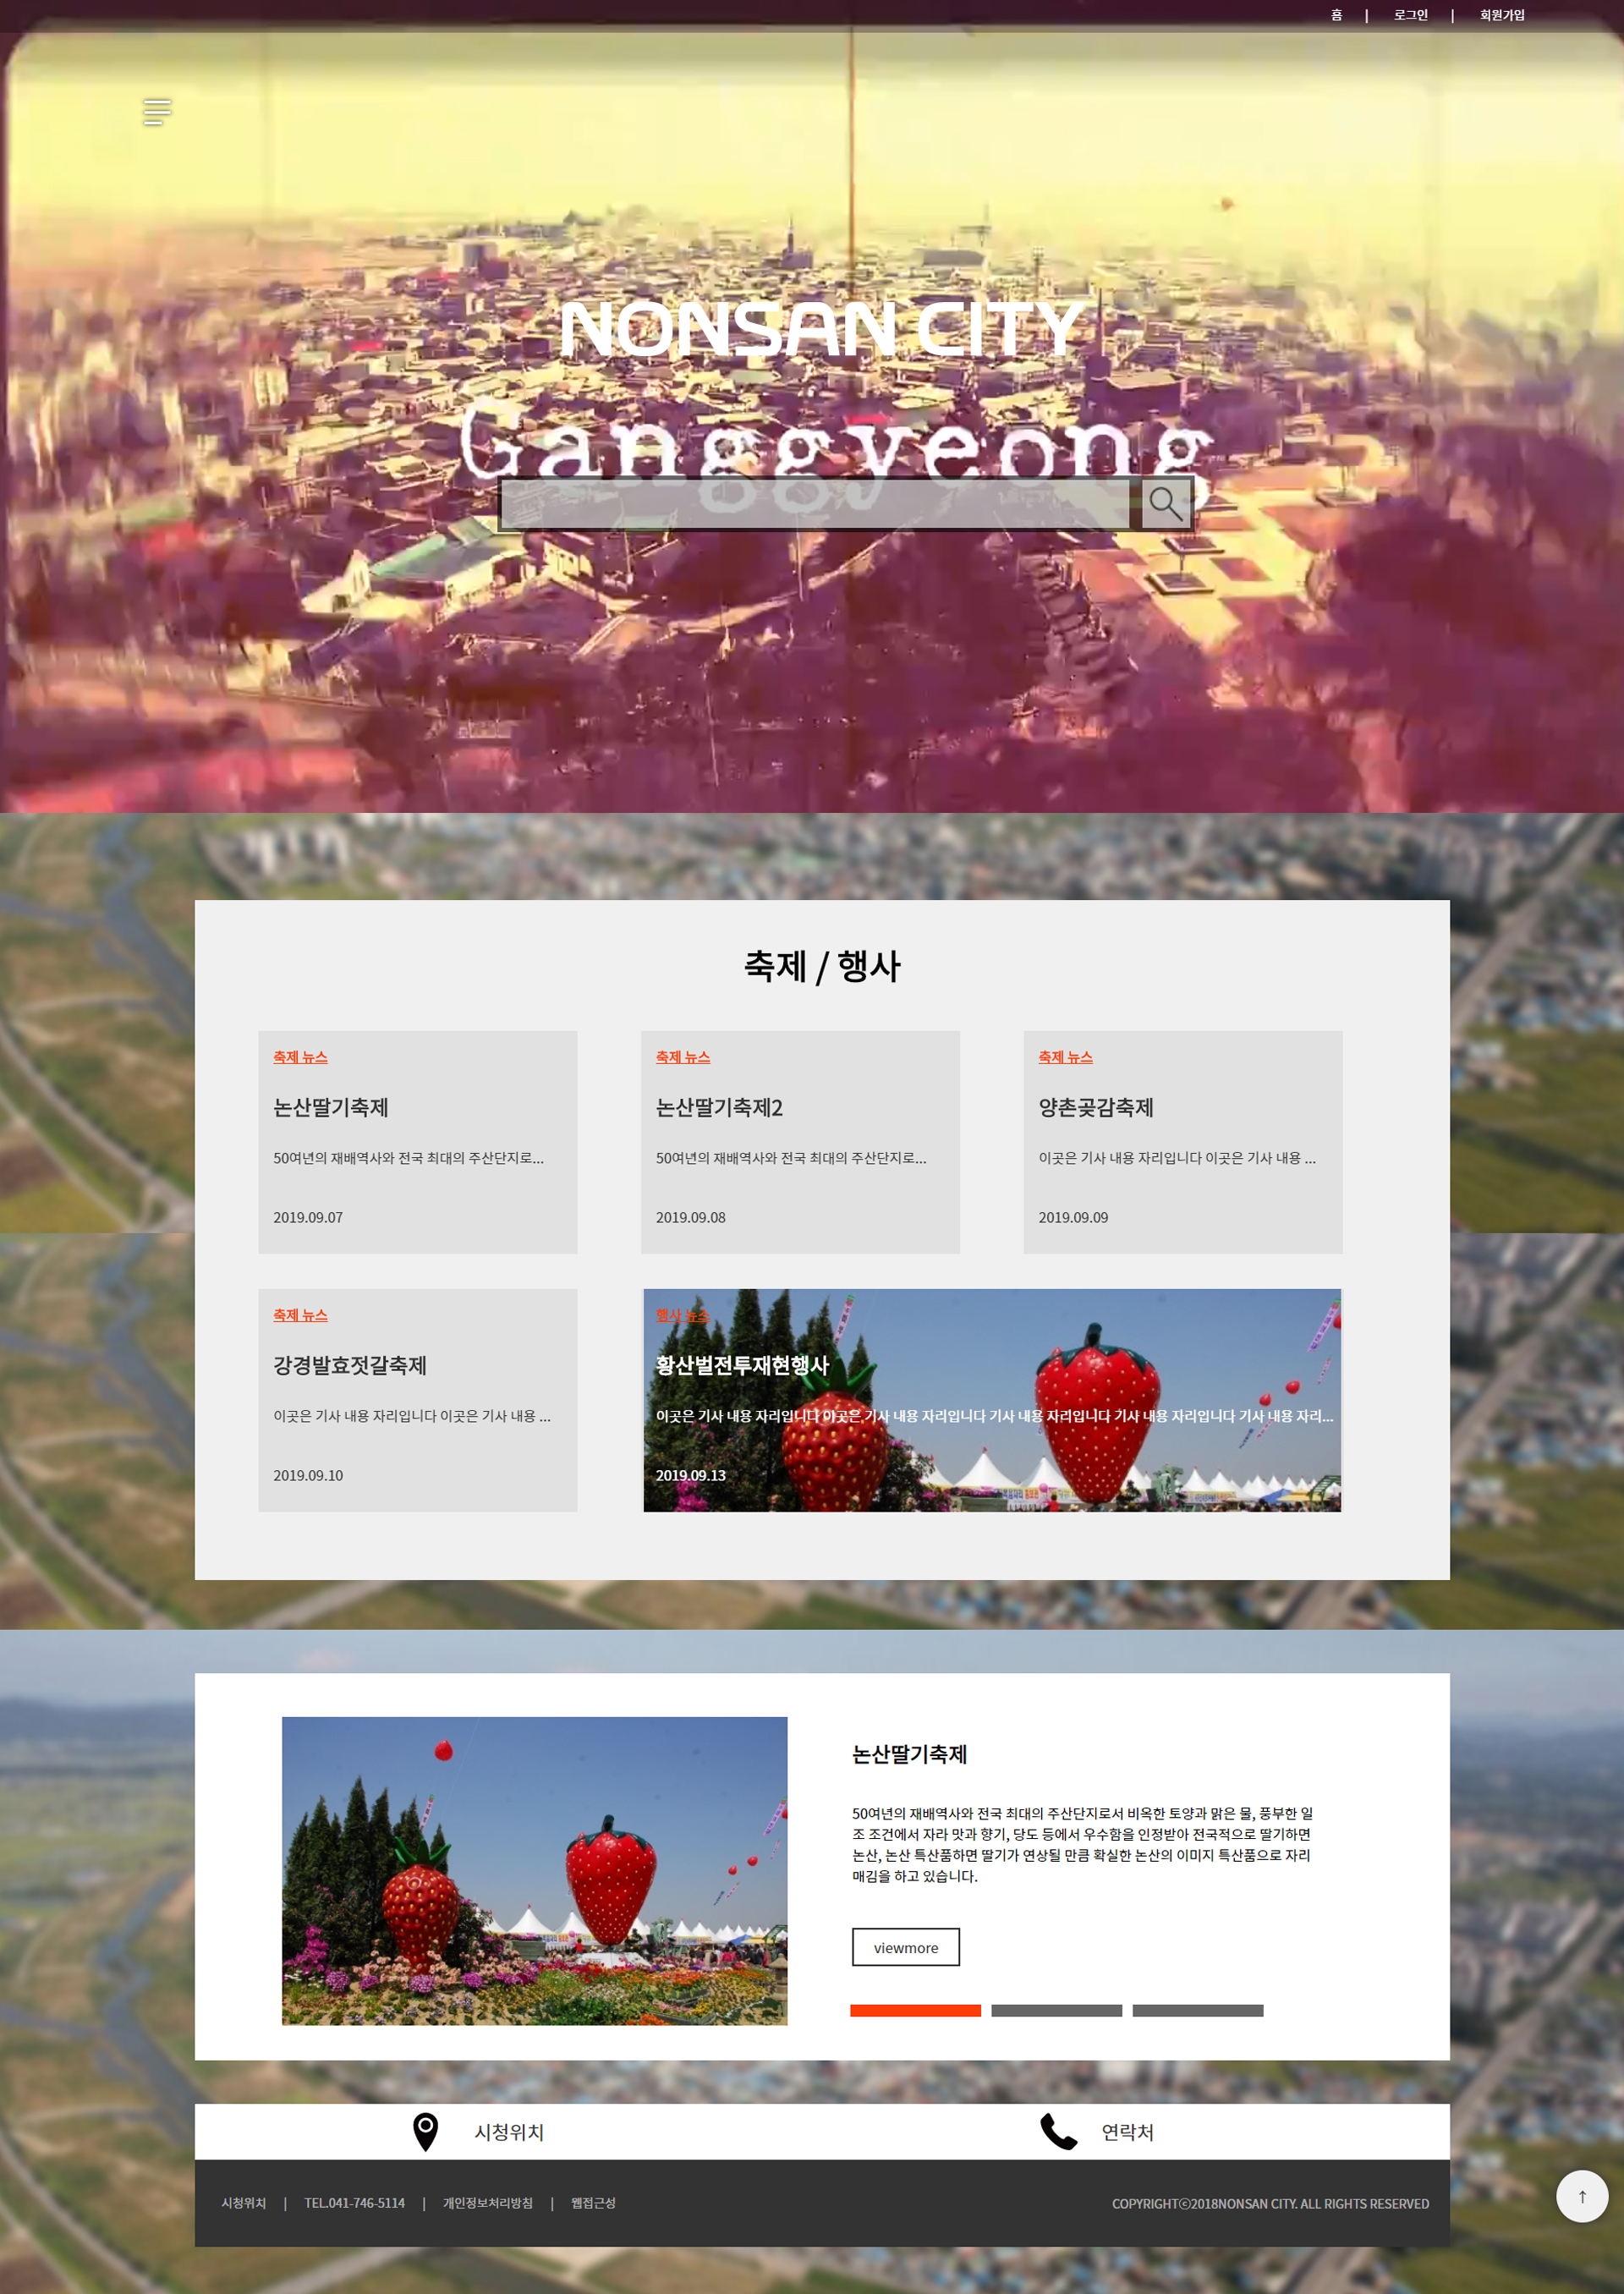 홈 | 로그인 | 회원가입
NONSAN CITY
Ganggyeong
축제 / 행사
축제 뉴스
논산딸기축제
50여년의 재배역사와 전국 최대의 주산단지로...
2019.09.07
축제 뉴스
논산딸기축제2
50여년의 재배역사와 전국 최대의 주산단지로...
2019.09.08
축제 뉴스
양촌곶감축제
이곳은 기사 내용 자리입니다 이곳은 기사 내용 ...
2019.09.09
축제 뉴스
강경발효젓갈축제
이곳은 기사 내용 자리입니다 이곳은 기사 내용 ...
2019.09.10
행사 뉴스
황산벌전투재현행사
이곳은 기사 내용 자리입니다 이곳은 기사 내용 자리입니다 기사 내용 자리입니다 기사 내용 자리입니다 기사 내용 자리...
2019.09.13
논산딸기축제
50여년의 재배역사와 전국 최대의 주산단지로서 비옥한 토양과 맑은 물, 풍부한 일
조 조건에서 자라 맛과 향기, 당도 등에서 우수함을 인정받아 전국적으로 딸기하면
논산, 논산 특산품하면 딸기가 연상될 만큼 확실한 논산의 이미지 특산품으로 자리
매김을 하고 있습니다.
viewmore
시청위치
연락처
시청위치 | TEL.041-746-5114 | 개인정보처리방침 | 웹접근성
COPYRIGHTⓒ2018NONSAN CITY. ALL RIGHTS RESERVED
↑